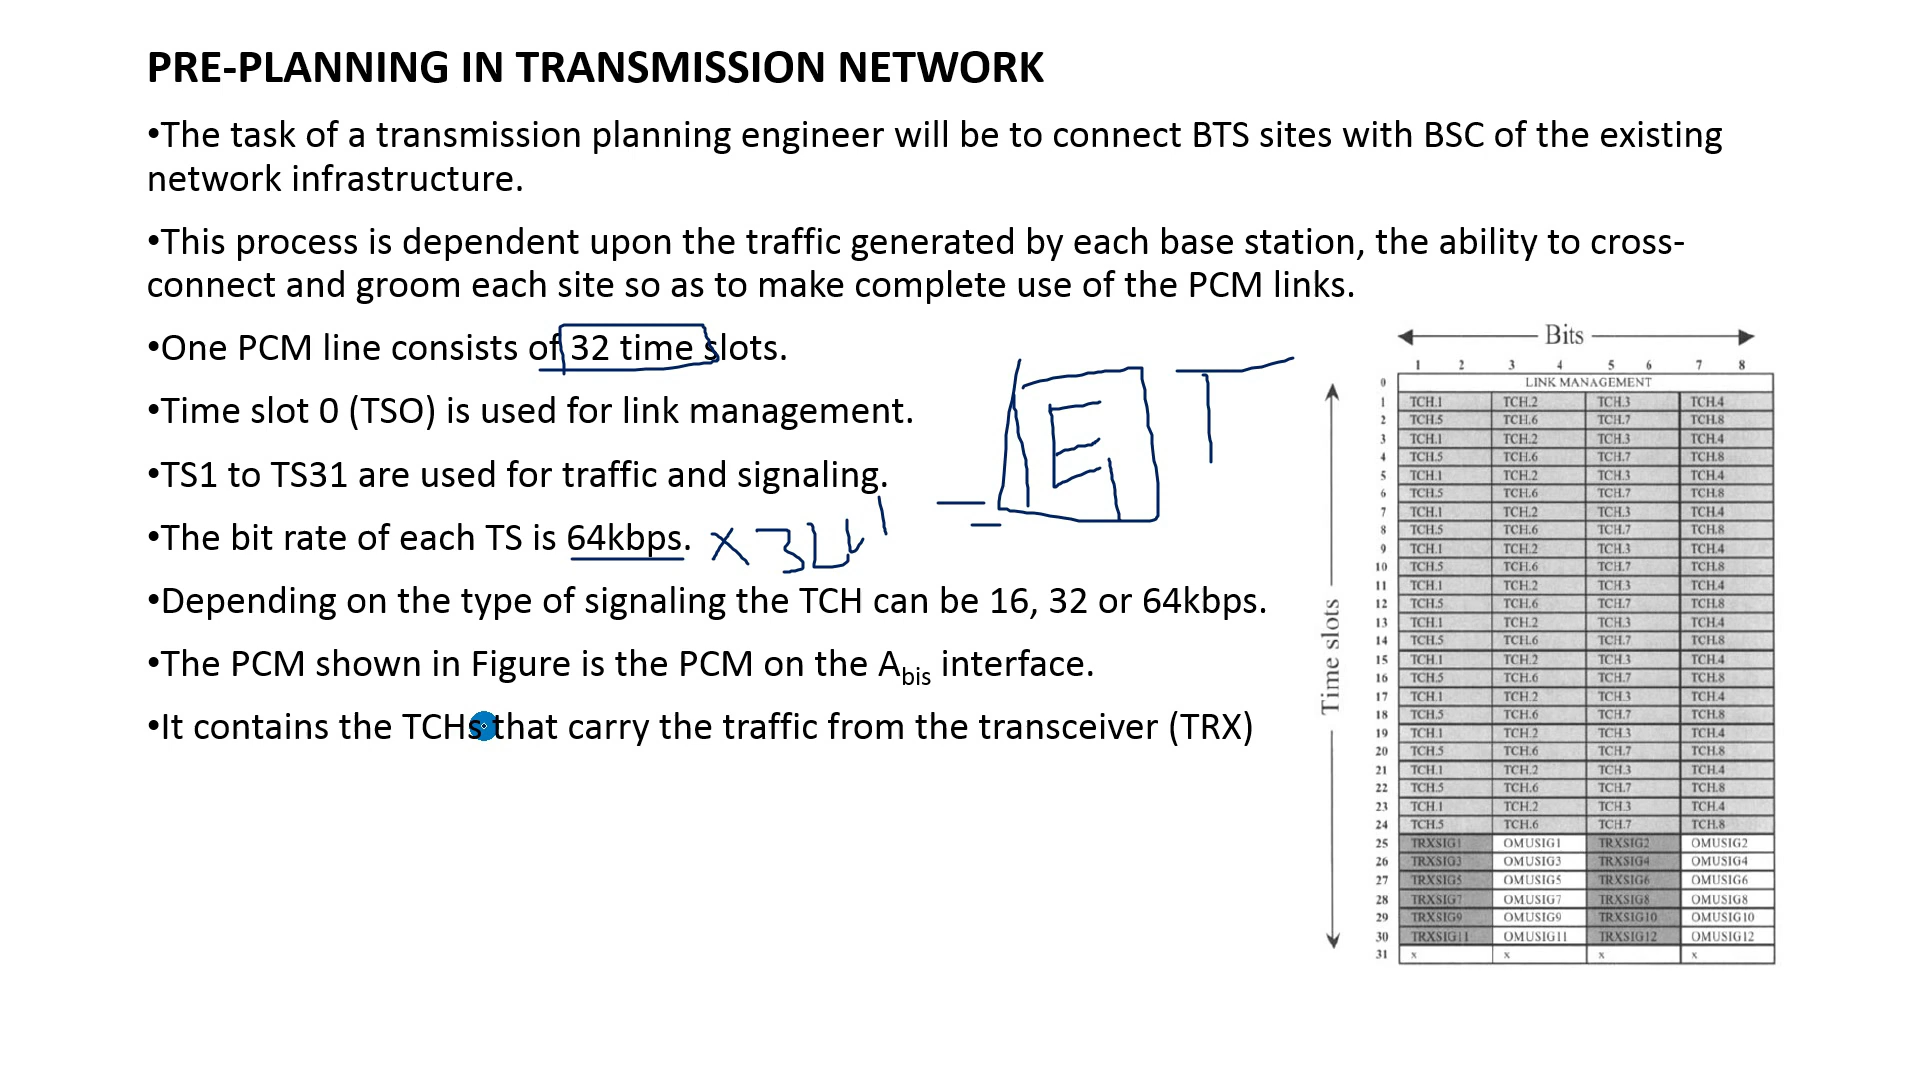 PRE-PLANNING IN TRANSMISSION NETWORK
•The task of a transmission planning engineer will be to connect BTS sites with BSC of the existing
network infrastructure.
•This process is dependent upon the traffic generated by each base station, the ability to cross-
connect and groom each site so as to make complete use of the PCM links.
•One PCM line consists of 32 time slots.
•Time slot 0 (TSO) is used for link management.
•TS1 to TS31 are used for traffic and signaling.
•The bit rate of each TS is 64kbps.
•Depending on the type of signaling the TCH can be 16, 32 or 64kbps.
•The PCM shown in Figure is the PCM on the Abis interface.
•It contains the TCHs that carry the traffic from the transceiver (TRX)
E T
Bits
1 2 3 4 5 6 7 8
Time slots
0 LINK MANAGEMENT
1 TCH.1 TCH.2 TCH.3 TCH.4
2 TCH.5 TCH.6 TCH.7 TCH.8
3 TCH.1 TCH.2 TCH.3 TCH.4
4 TCH.5 TCH.6 TCH.7 TCH.8
5 TCH.1 TCH.2 TCH.3 TCH.4
6 TCH.5 TCH.6 TCH.7 TCH.8
7 TCH.1 TCH.2 TCH.3 TCH.4
8 TCH.5 TCH.6 TCH.7 TCH.8
9 TCH.1 TCH.2 TCH.3 TCH.4
10 TCH.5 TCH.6 TCH.7 TCH.8
11 TCH.1 TCH.2 TCH.3 TCH.4
12 TCH.5 TCH.6 TCH.7 TCH.8
13 TCH.1 TCH.2 TCH.3 TCH.4
14 TCH.5 TCH.6 TCH.7 TCH.8
15 TCH.1 TCH.2 TCH.3 TCH.4
16 TCH.5 TCH.6 TCH.7 TCH.8
17 TCH.1 TCH.2 TCH.3 TCH.4
18 TCH.5 TCH.6 TCH.7 TCH.8
19 TCH.1 TCH.2 TCH.3 TCH.4
20 TCH.5 TCH.6 TCH.7 TCH.8
21 TCH.1 TCH.2 TCH.3 TCH.4
22 TCH.5 TCH.6 TCH.7 TCH.8
23 TCH.1 TCH.2 TCH.3 TCH.4
24 TCH.5 TCH.6 TCH.7 TCH.8
25 TRXSIG1 OMUSIG1 TRXSIG2 OMUSIG2
26 TRXSIG3 OMUSIG3 TRXSIG4 OMUSIG4
27 TRXSIG5 OMUSIG5 TRXSIG6 OMUSIG6
28 TRXSIG7 OMUSIG7 TRXSIG8 OMUSIG8
29 TRXSIG9 OMUSIG9 TRXSIG10 OMUSIG10
30 TRXSIG11 OMUSIG11 TRXSIG12 OMUSIG12
31 x x x x